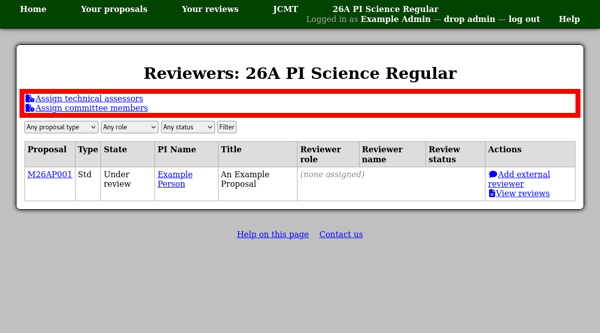 Home Your proposals Your reviews JCMT 26A PI Science Regular
Logged in as Example Admin — drop admin — log out Help
Reviewers: 26A PI Science Regular
Assign technical assessors
Assign committee members
Any proposal type Any role Any status Filter
Proposal Type State PI Name Title Reviewer role Reviewer name Review status Actions
M26AP001 Std Under review Example Person An Example Proposal (none assigned) Add external reviewer
View reviews
Help on this page Contact us